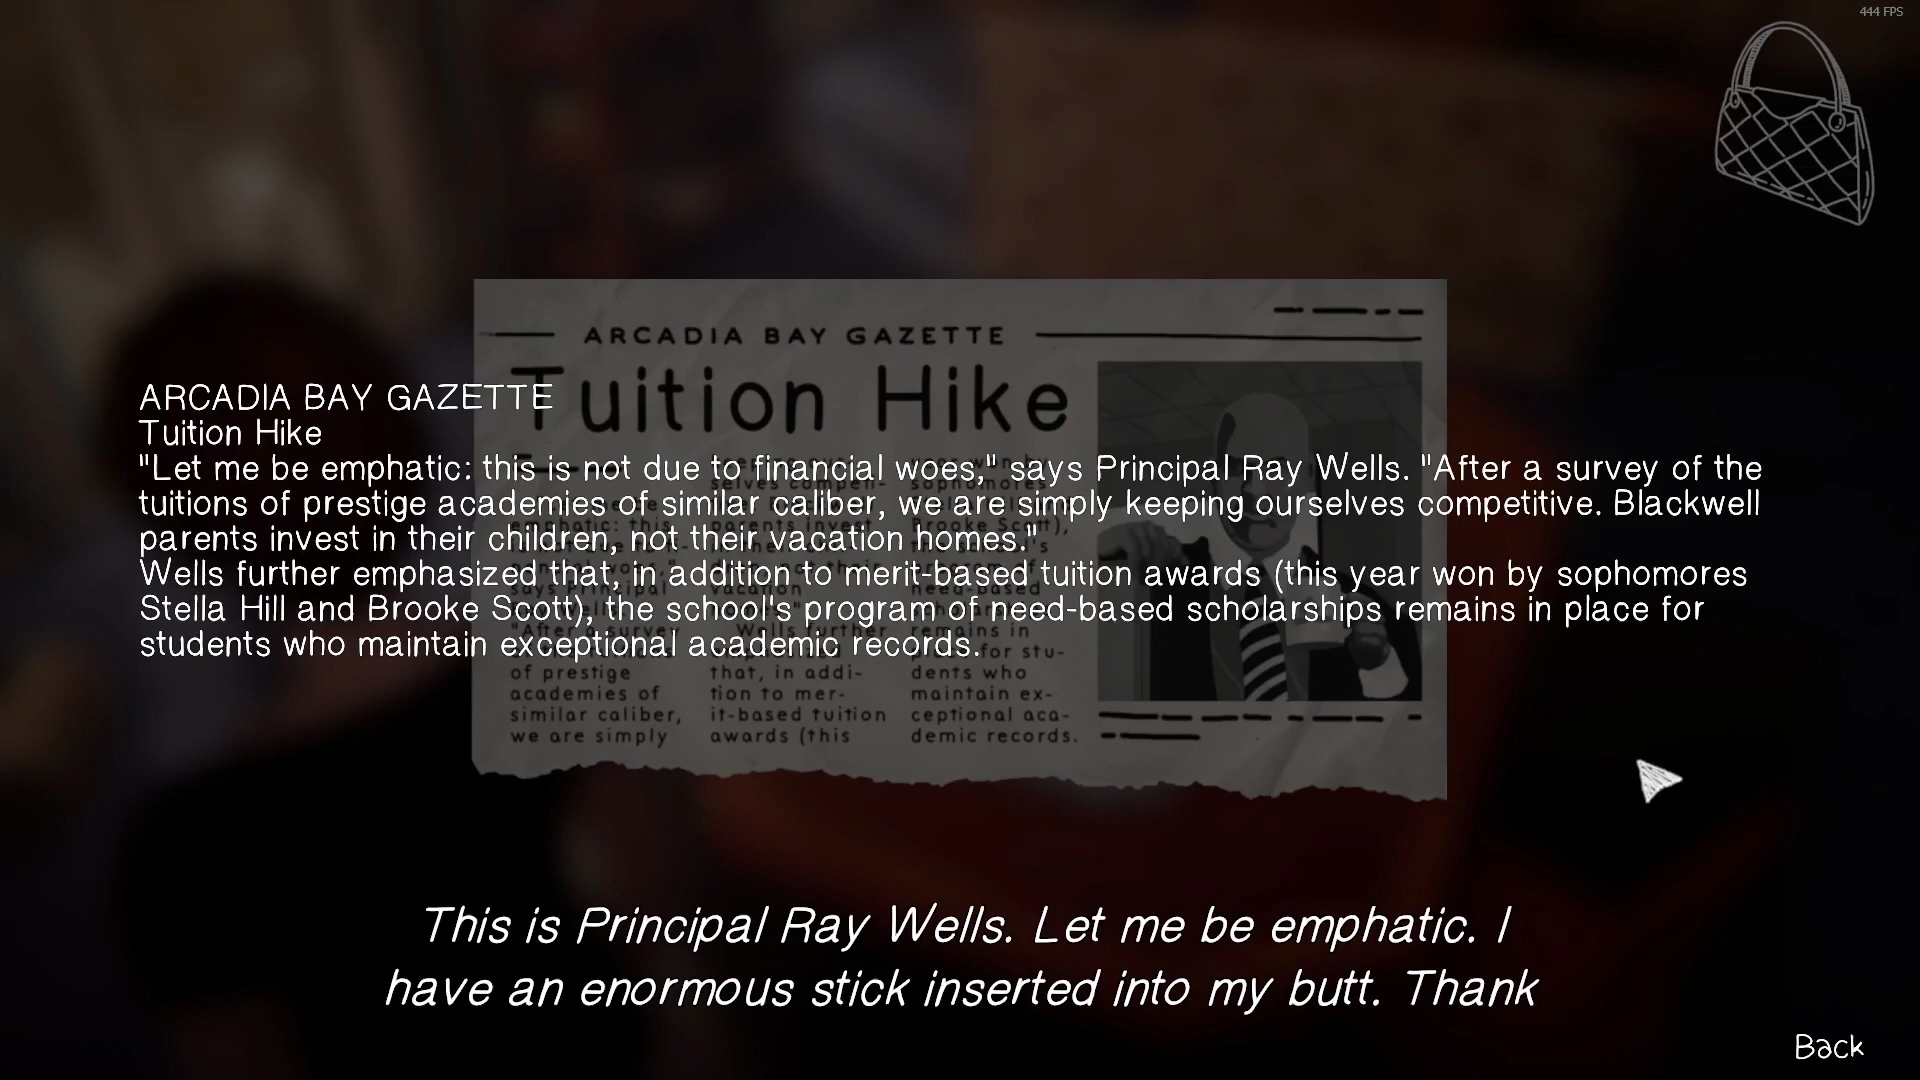 444 FPS
ARCADIA BAY GAZETTE
Tuition Hike
ARCADIA BAY GAZETTE
Tuition Hike
"Let me be emphatic: this is not due to financial woes," says Principal Ray Wells. "After a survey of the
tuitions of prestige academies of similar caliber, we are simply keeping ourselves competitive. Blackwell
parents invest in their children, not their vacation homes."
Wells further emphasized that, in addition to merit-based tuition awards (this year won by sophomores
Stella Hill and Brooke Scott), the school's program of need-based scholarships remains in place for
students who maintain exceptional academic records.
of prestige
academies of
similar caliber,
we are simply
that, in addi-
tion to mer-
it-based tuition
awards (this
for stu-
dents who
maintain ex-
ceptional aca-
demic records.
This is Principal Ray Wells. Let me be emphatic. I
have an enormous stick inserted into my butt. Thank
Back